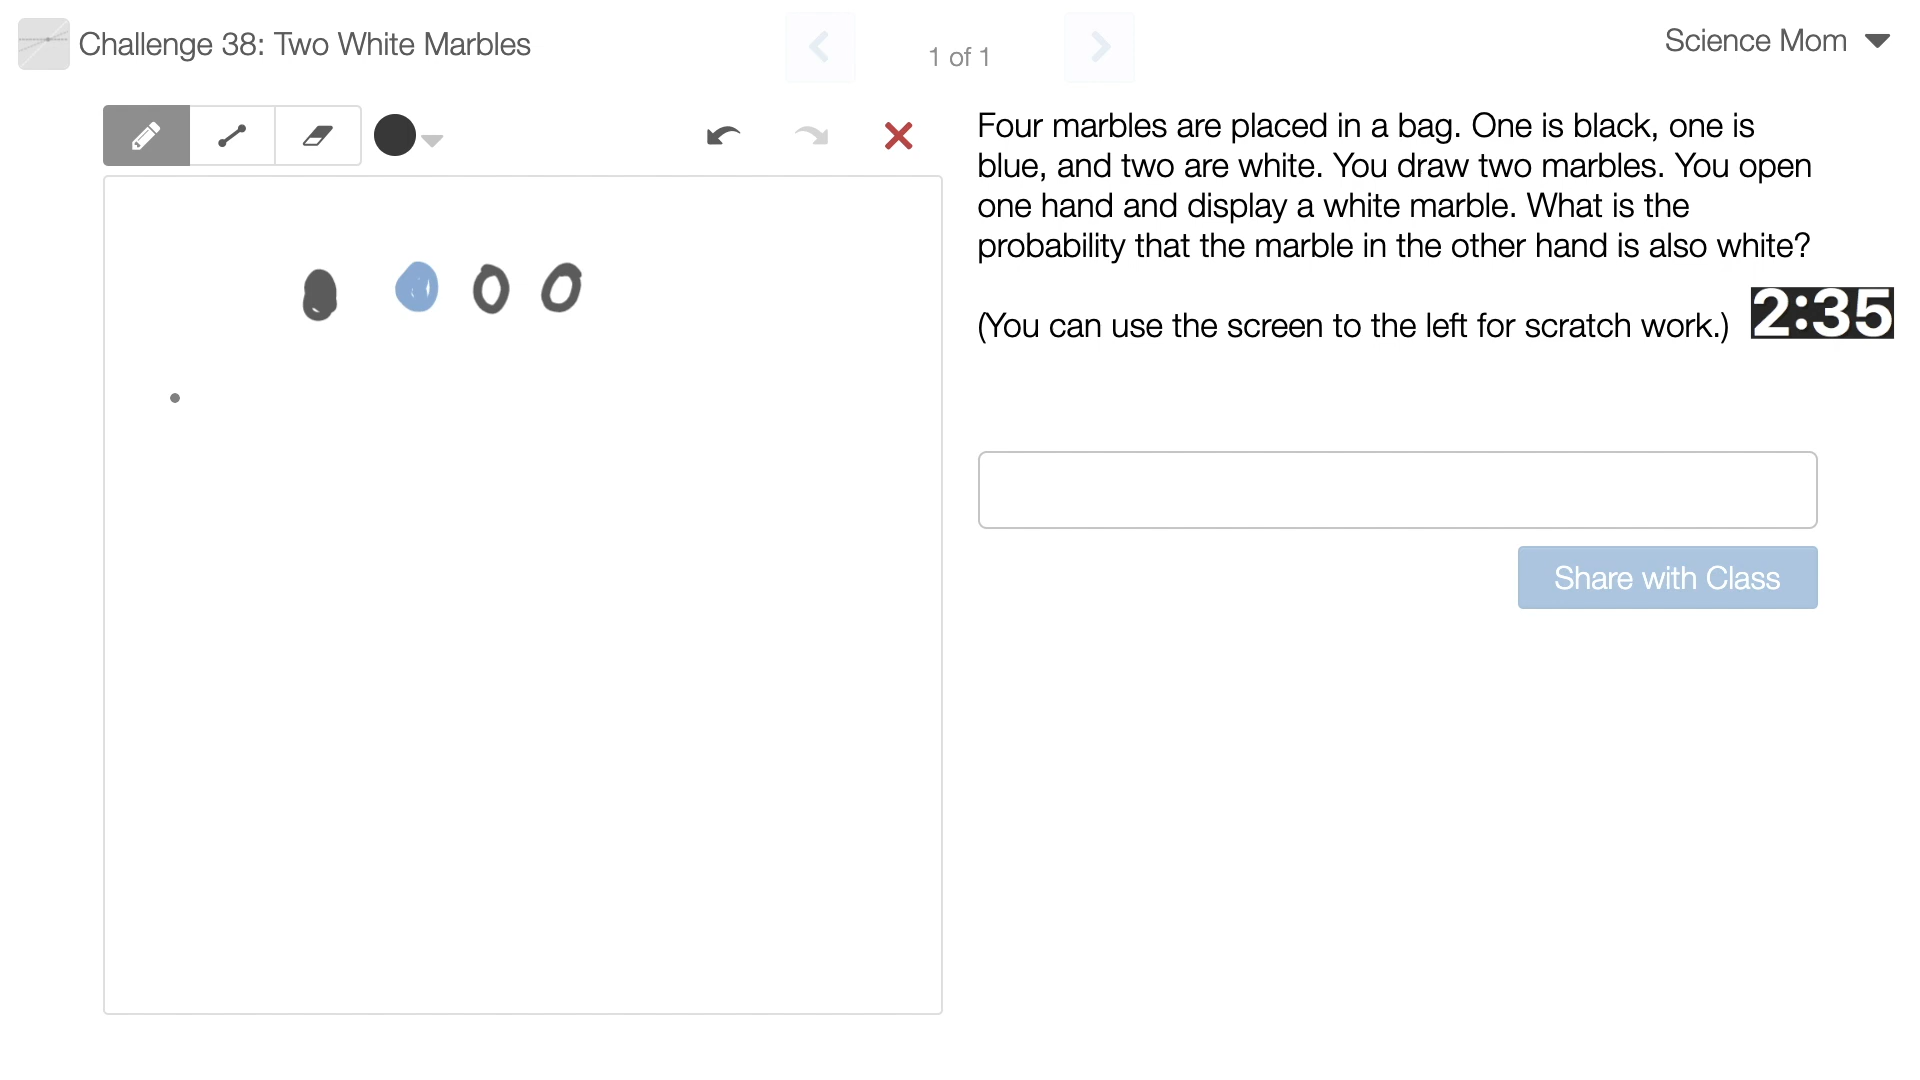 Challenge 38: Two White Marbles
1 of 1
Science Mom
Four marbles are placed in a bag. One is black, one is
blue, and two are white. You draw two marbles. You open
one hand and display a white marble. What is the
probability that the marble in the other hand is also white?
(You can use the screen to the left for scratch work.)
2:35
Share with Class